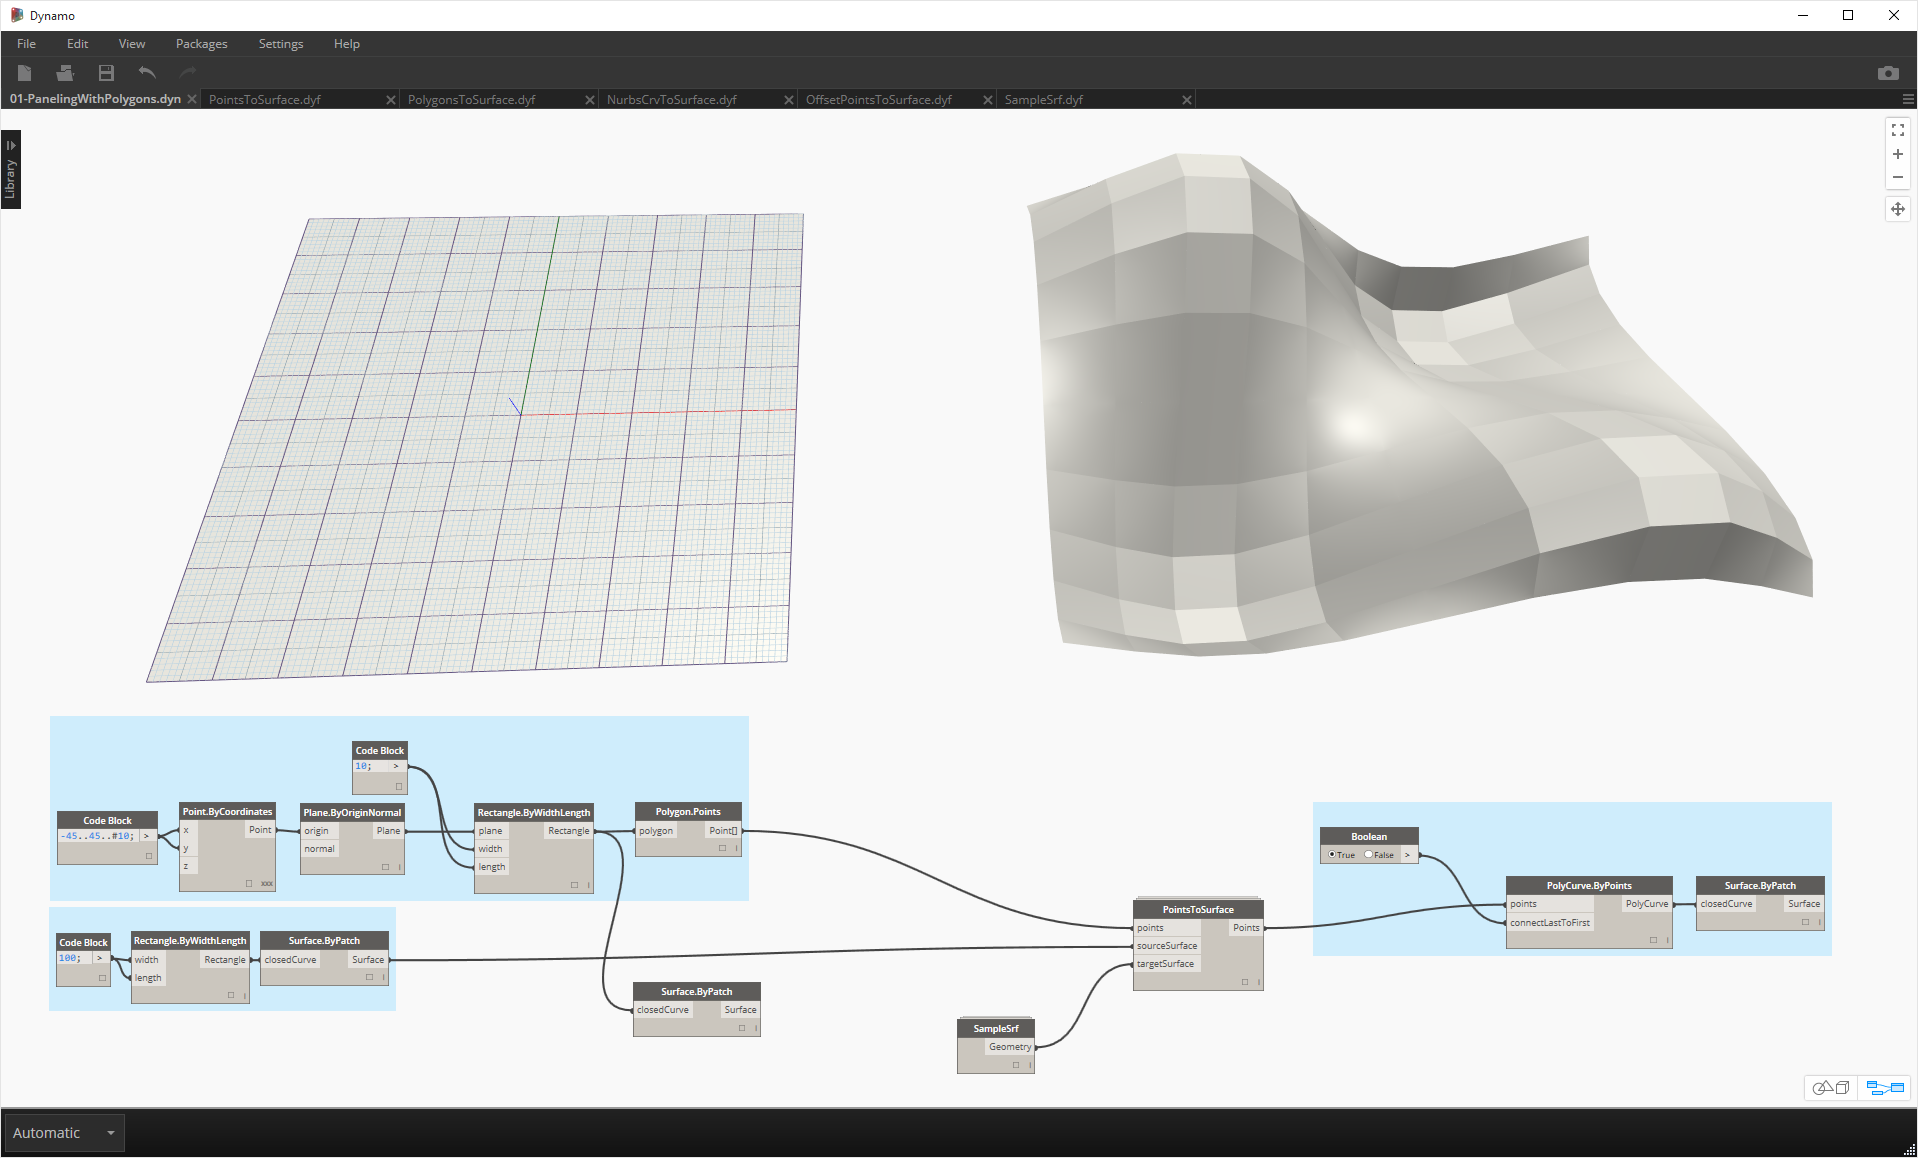 Dynamo
File Edit View Packages Settings Help
01-PanelingWithPolygons.dyn PointsToSurface.dyf PolygonsToSurface.dyf NurbsCrvToSurface.dyf OffsetPointsToSurface.dyf SampleSrf.dyf
Library
Code Block
10; >
Code Block
-45..45..#10; >
Point.ByCoordinates
x Point
y
z
xxx
Plane.ByOriginNormal
origin Plane
normal
Rectangle.ByWidthLength
plane Rectangle
width
length
Polygon.Points
polygon Point[]
Code Block
100; >
Rectangle.ByWidthLength
width Rectangle
length
Surface.ByPatch
closedCurve Surface
Surface.ByPatch
closedCurve Surface
SampleSrf
Geometry
PointsToSurface
points Points
sourceSurface
targetSurface
Boolean
True False >
PolyCurve.ByPoints
points PolyCurve
connectLastToFirst
Surface.ByPatch
closedCurve Surface
Automatic